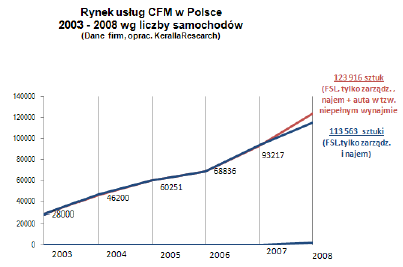 Rynek usług CFM w Polsce
2003 - 2008 wg liczby samochodów
(Dane firm, oprac. KerallaResearch)
123 916 sztuk
(FSL, tylko zarządz. ,
najem + auta w tzw.
niepełnym wynajmie
113 563 sztuki
(FSL, tylko zarządz.
i najem)
140000
120000
100000
80000
60000
40000
20000
0
28000
46200
60251
68836
93217
2003
2004
2005
2006
2007
2008